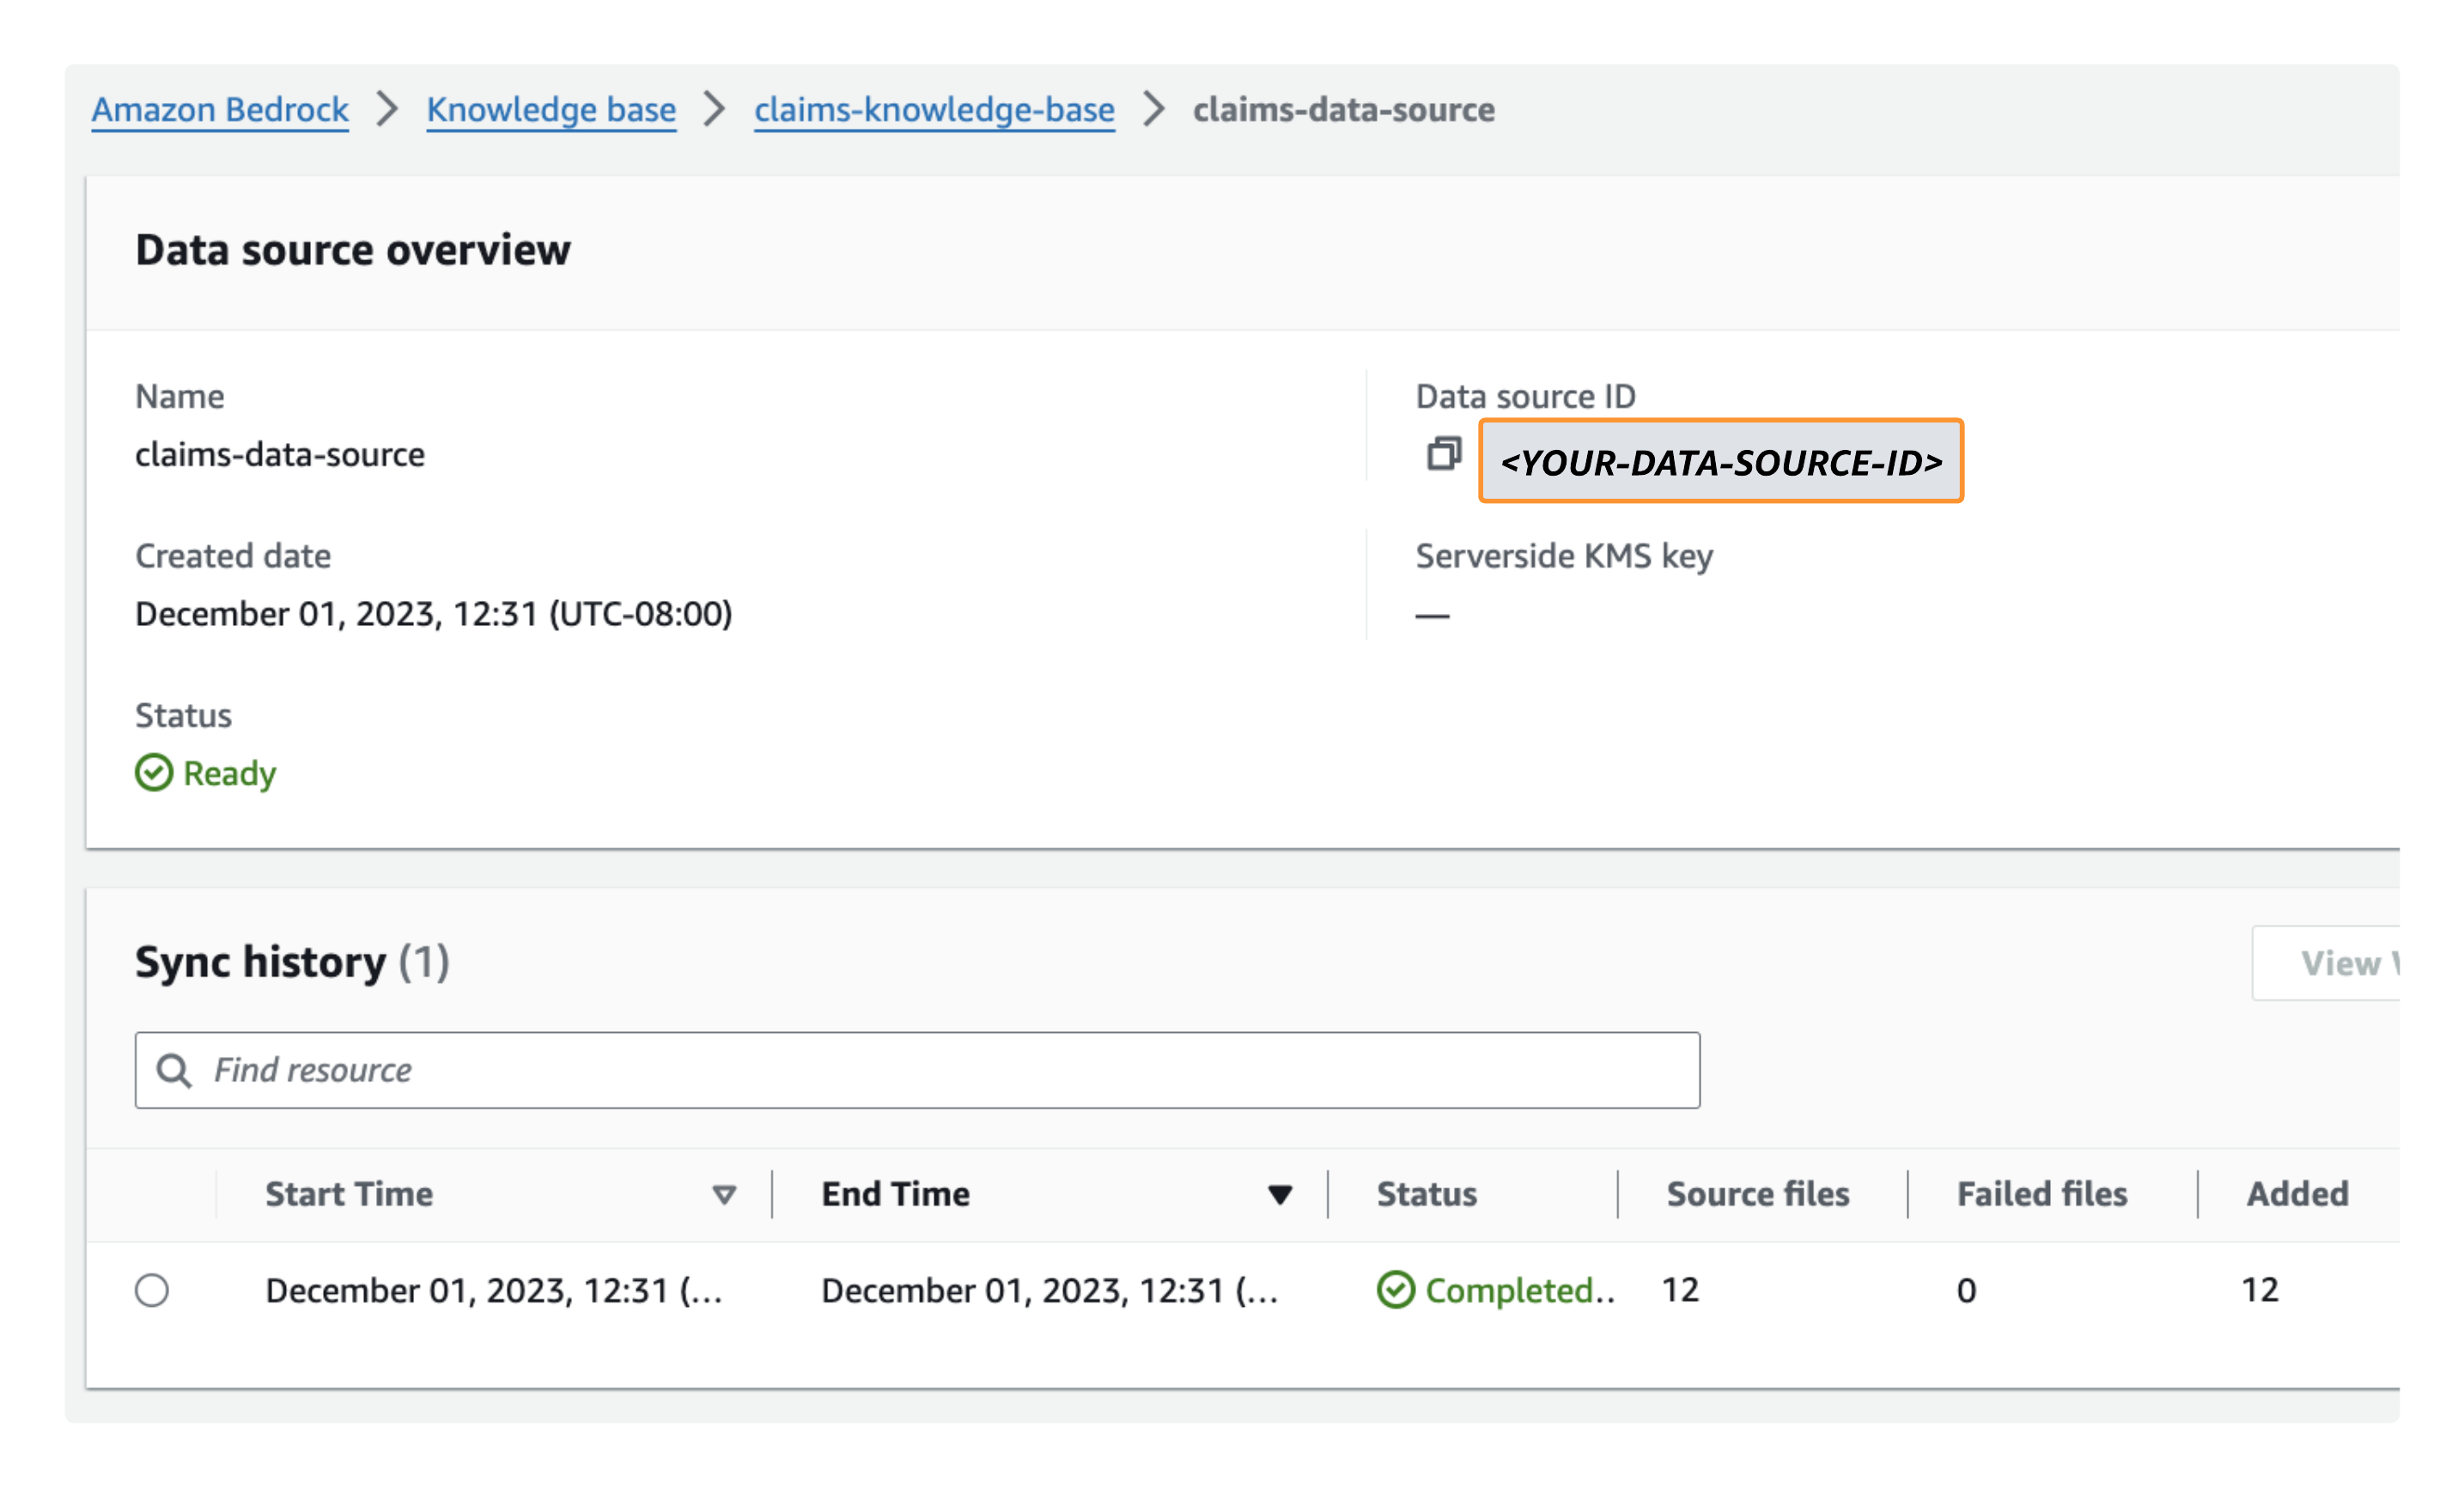 Amazon Bedrock > Knowledge base > claims-knowledge-base > claims-data-source
Data source overview
Name
claims-data-source
Data source ID
<YOUR-DATA-SOURCE-ID>
Created date
December 01, 2023, 12:31 (UTC-08:00)
Serverside KMS key
—
Status
Ready
Sync history (1)
View
Find resource
Start Time End Time Status Source files Failed files Added
December 01, 2023, 12:31 (... December 01, 2023, 12:31 (... Completed.. 12 0 12